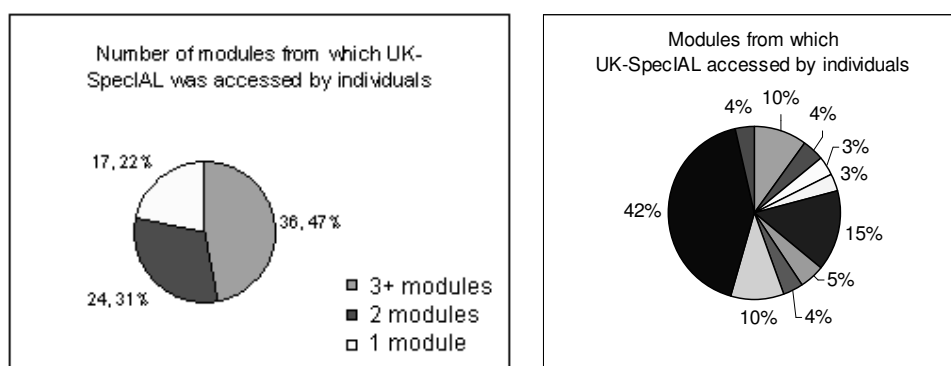 Number of modules from which UK-
SpecIAL was accessed by individuals
17, 22%
36, 47%
24, 31%
3+ modules
2 modules
1 module
Modules from which
UK-SpecIAL accessed by individuals
4%
10%
4%
3%
3%
42%
15%
5%
10%
4%